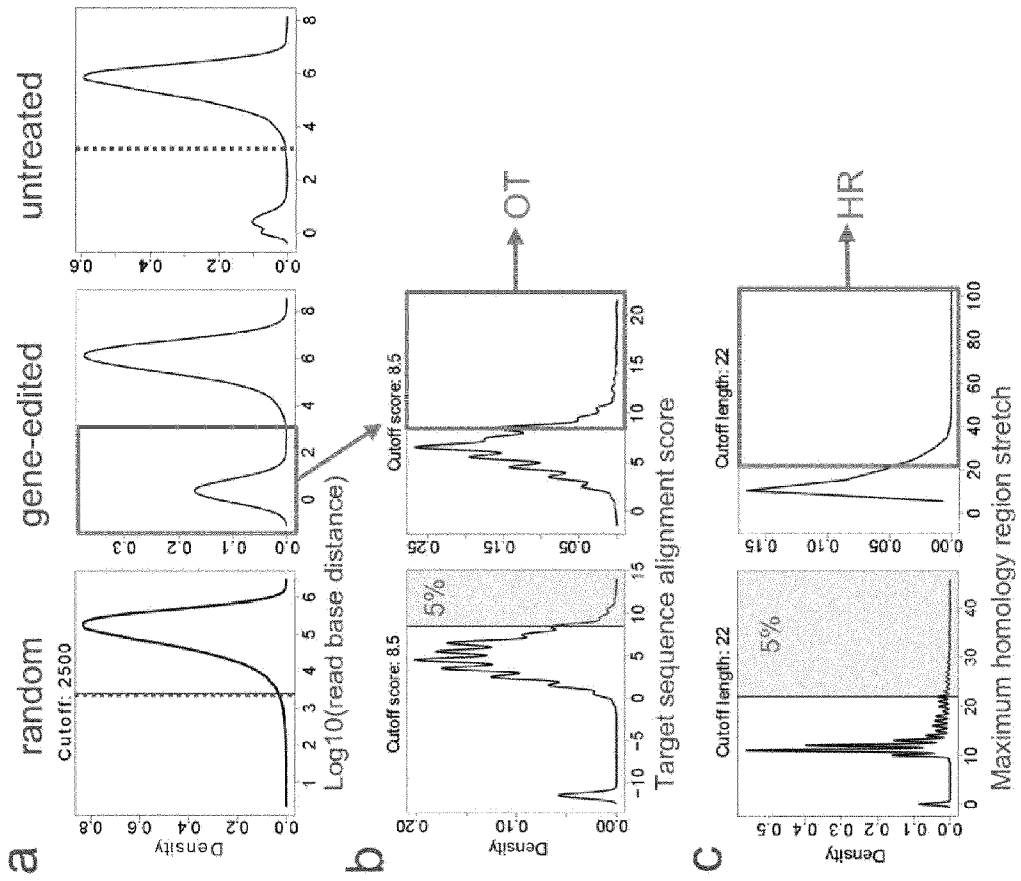 a
random
gene-edited
untreated
Cutoff: 2500
Density
0.8
0.6
0.4
0.2
0.0
1 2 3 4 5 6
0.3
0.2
0.1
0.0
0 2 4 6 8
0.6
0.4
0.2
0.0
0 2 4 6 8
Log10(read base distance)
b
Cutoff score: 8.5
5%
Density
0.20
0.10
0.00
−10 −5 0 5 10 15
Cutoff score: 8.5
0.25
0.15
0.05
0 5 10 15 20
OT
Target sequence alignment score
c
Cutoff length: 22
5%
Density
0.5
0.4
0.3
0.2
0.1
0.0
0 10 20 30 40
Cutoff length: 22
0.15
0.10
0.05
0.00
0 20 40 60 80 100
HR
Maximum homology region stretch